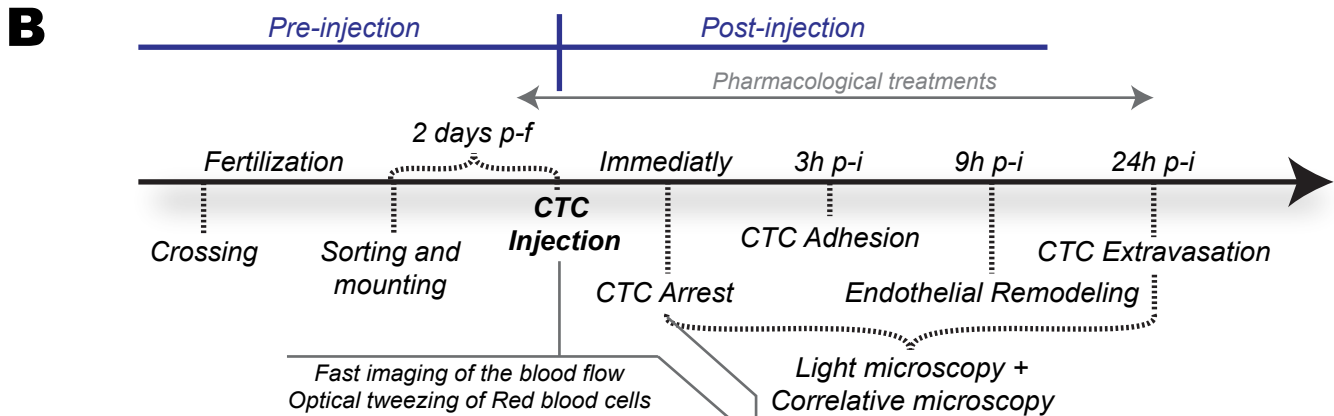 B
Pre-injection
Post-injection
Pharmacological treatments
2 days p-f
Fertilization
Immediatly
3h p-i
9h p-i
24h p-i
Crossing
Sorting and
mounting
CTC
Injection
CTC Arrest
CTC Adhesion
Endothelial Remodeling
CTC Extravasation
Fast imaging of the blood flow
Optical tweezing of Red blood cells
Light microscopy +
Correlative microscopy